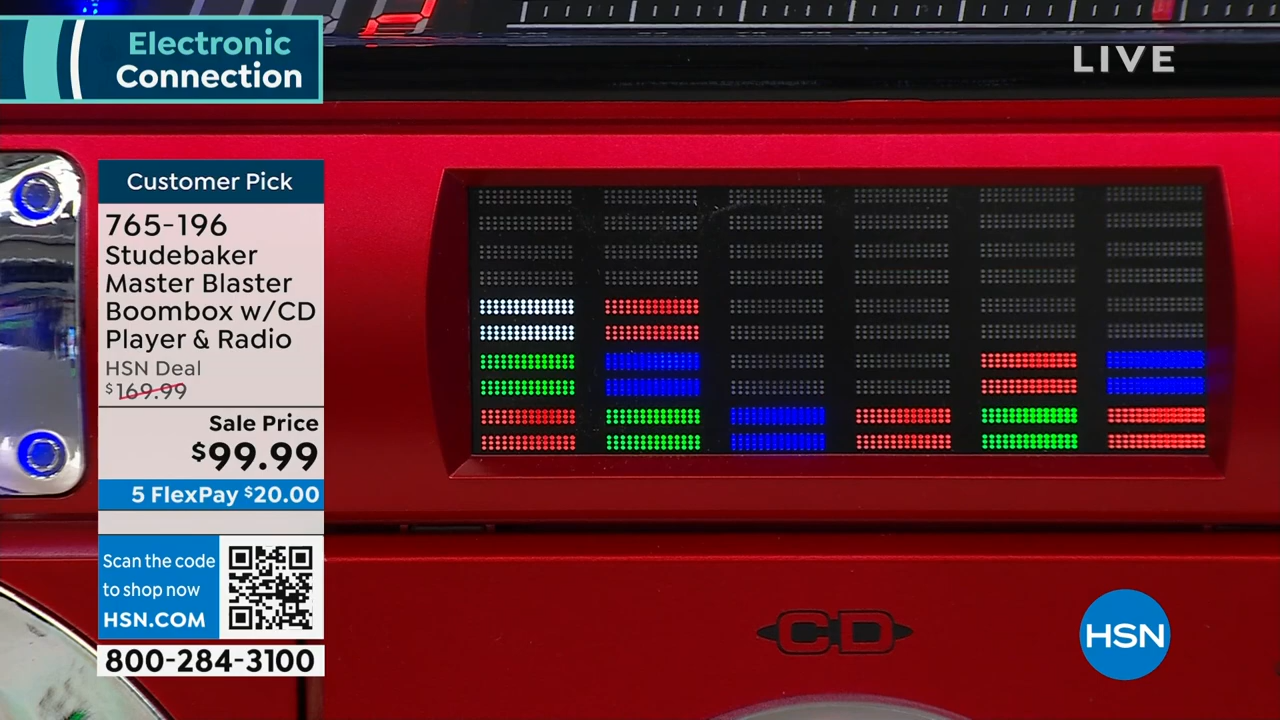 Electronic
Connection
LIVE
Customer Pick
765-196
Studebaker
Master Blaster
Boombox w/CD
Player & Radio
HSN Deal
$169.99
Sale Price
$99.99
5 FlexPay $20.00
Scan the code
to shop now
HSN.COM
800-284-3100
CD
HSN